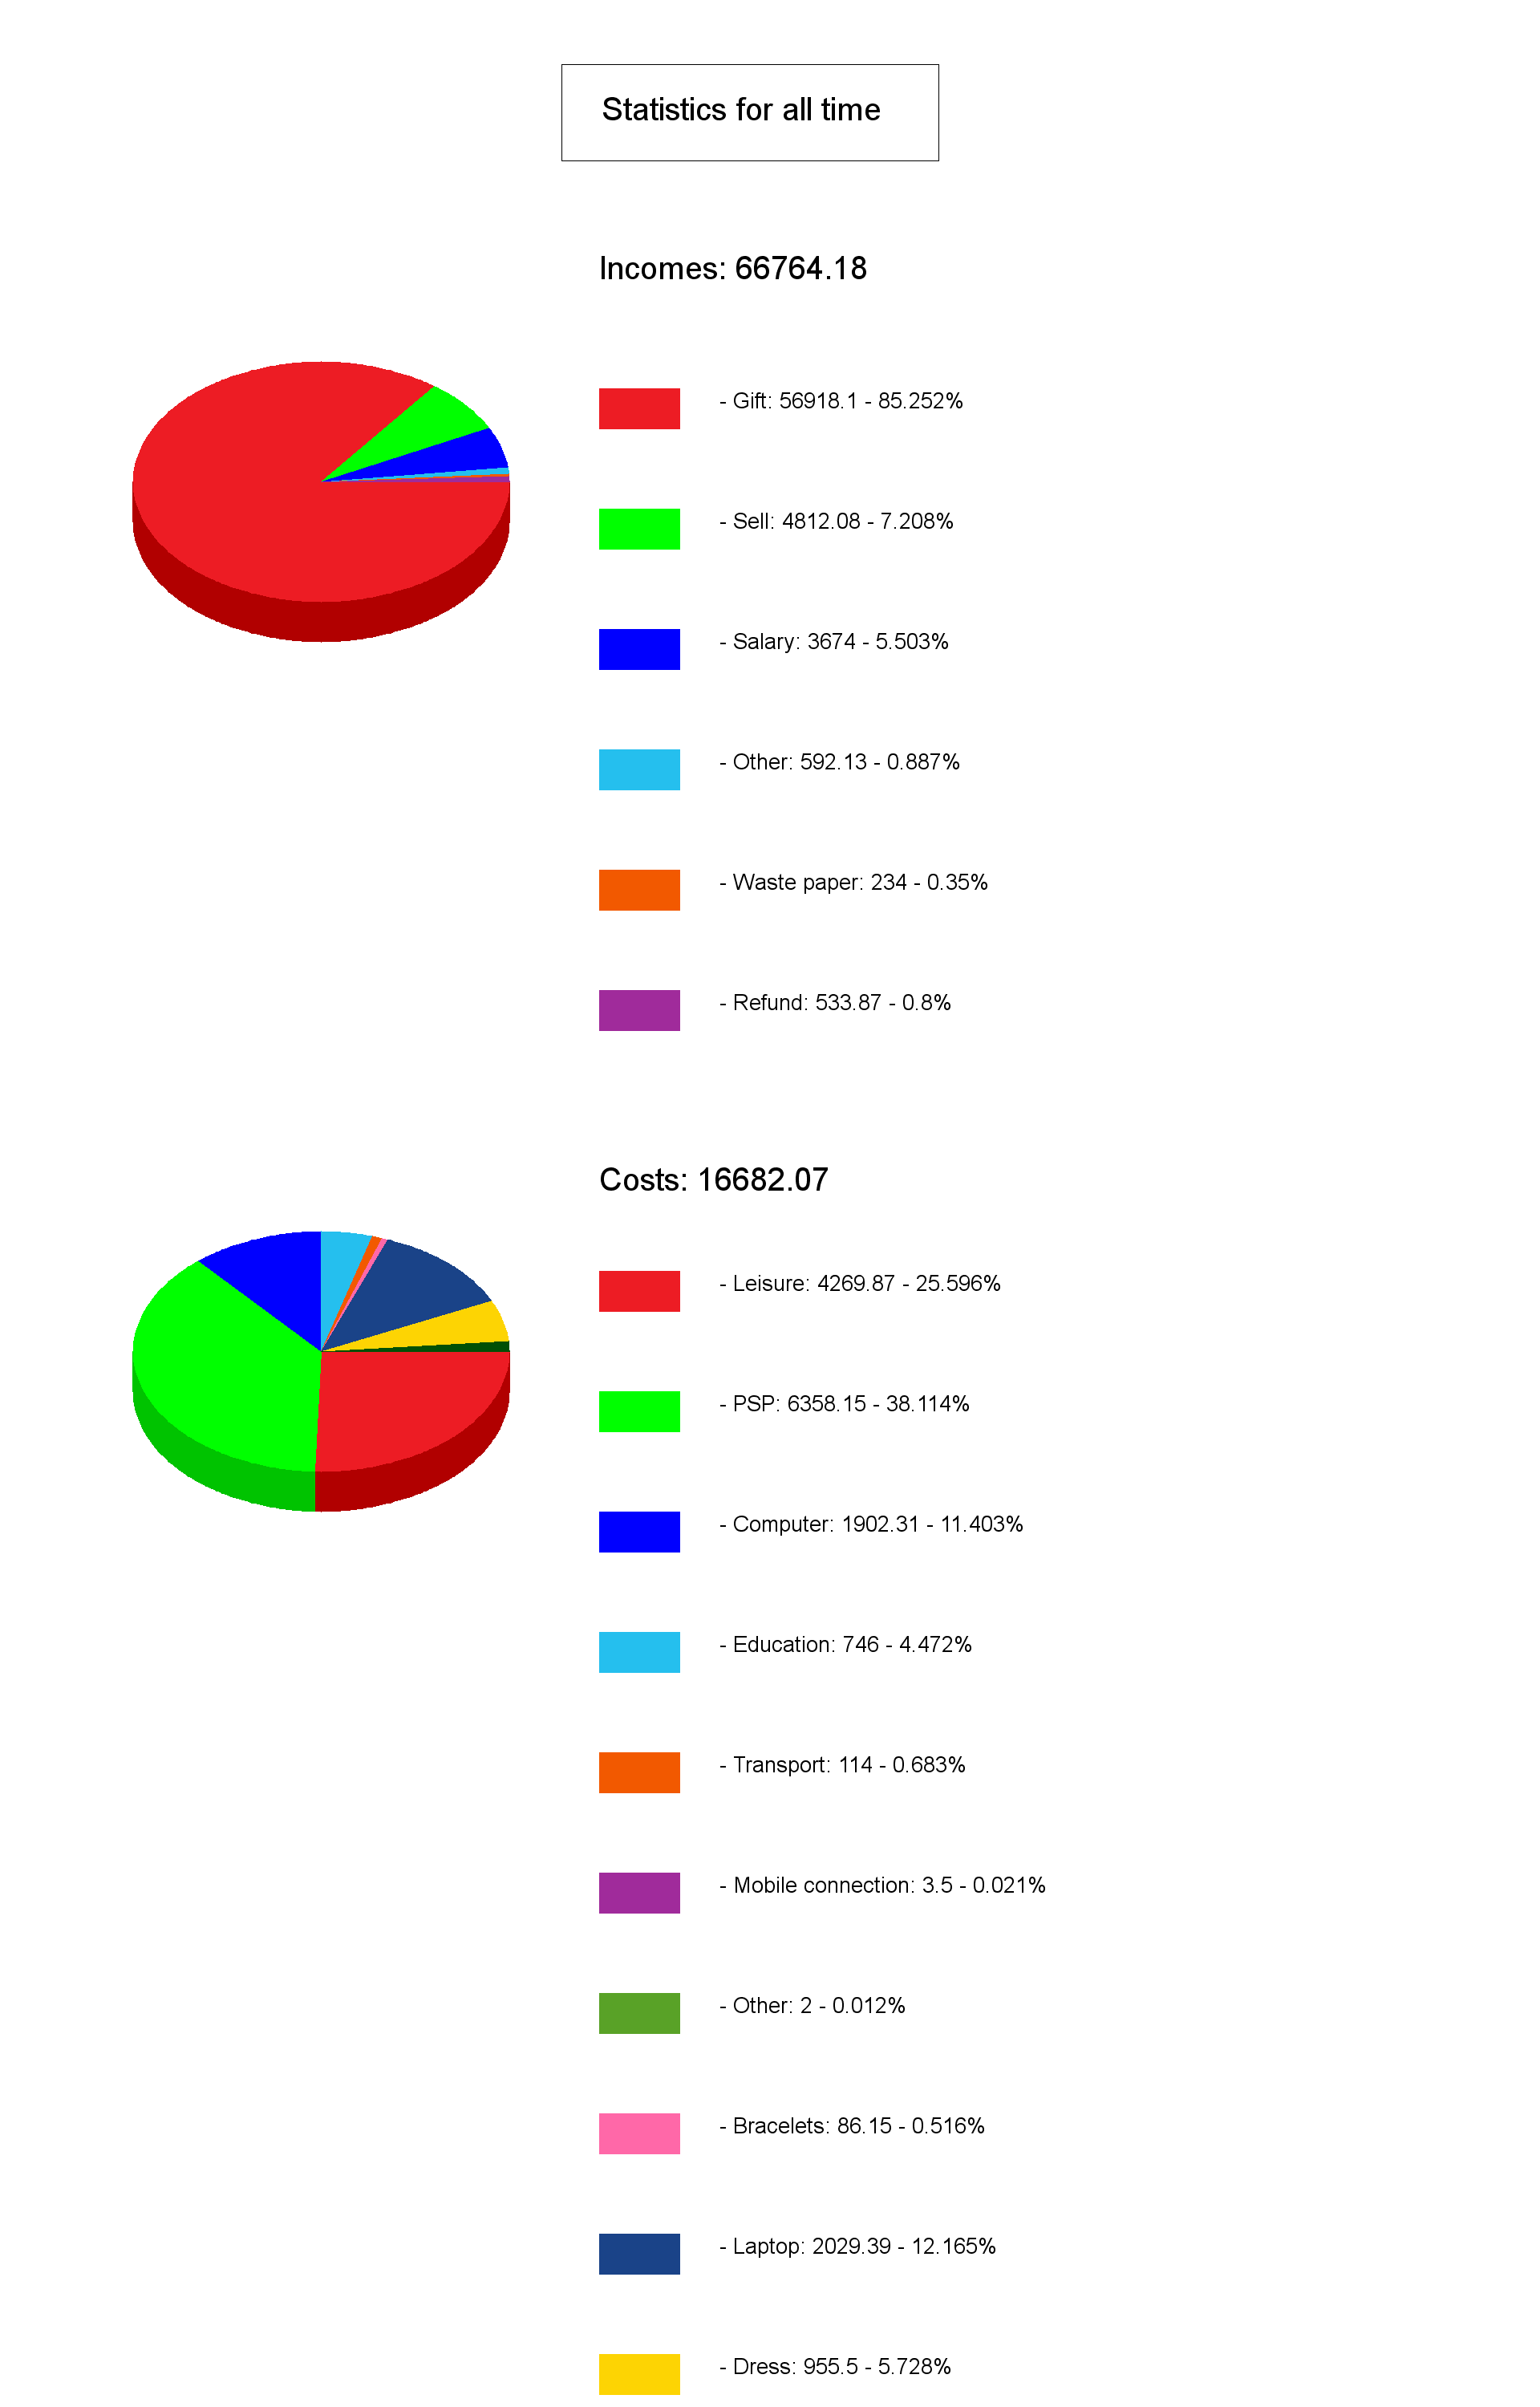 Statistics for all time
Incomes: 66764.18
- Gift: 56918.1 - 85.252%
- Sell: 4812.08 - 7.208%
- Salary: 3674 - 5.503%
- Other: 592.13 - 0.887%
- Waste paper: 234 - 0.35%
- Refund: 533.87 - 0.8%
Costs: 16682.07
- Leisure: 4269.87 - 25.596%
- PSP: 6358.15 - 38.114%
- Computer: 1902.31 - 11.403%
- Education: 746 - 4.472%
- Transport: 114 - 0.683%
- Mobile connection: 3.5 - 0.021%
- Other: 2 - 0.012%
- Bracelets: 86.15 - 0.516%
- Laptop: 2029.39 - 12.165%
- Dress: 955.5 - 5.728%